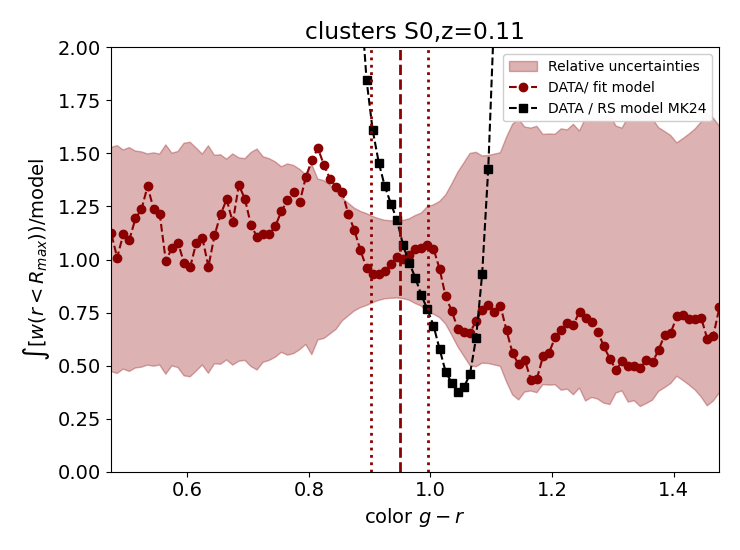 clusters S0,z=0.11
∫[w(r < R_max))/model
2.00
1.75
1.50
1.25
1.00
0.75
0.50
0.25
0.00
Relative uncertainties
DATA/ fit model
DATA / RS model MK24
0.6 0.8 1.0 1.2 1.4
color g − r